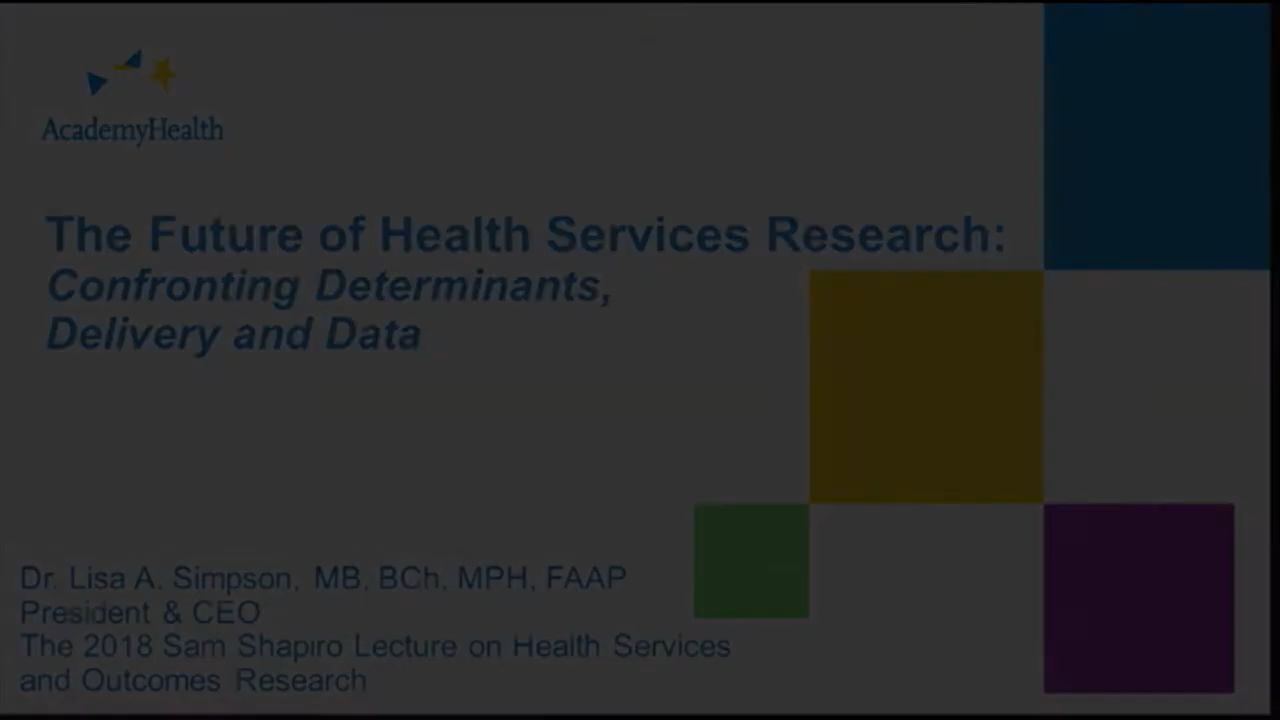 AcademyHealth
The Future of Health Services Research:
Confronting Determinants,
Delivery and Data
Dr. Lisa A. Simpson, MB, BCh, MPH, FAAP
President & CEO
The 2018 Sam Shapiro Lecture on Health Services
and Outcomes Research